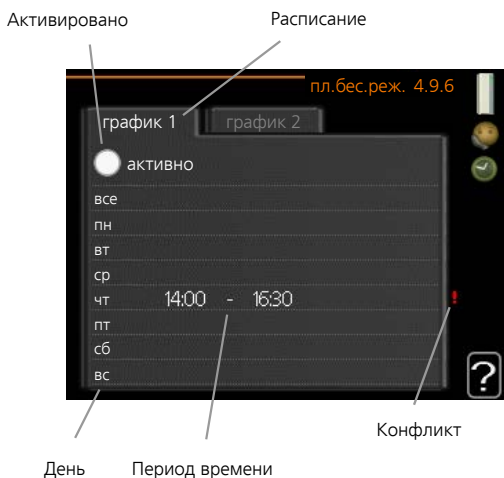 Активировано
Расписание
пл.бес.реж. 4.9.6
график 1
график 2
активно
все
пн
вт
ср
чт 14:00 - 16:30
!
пт
сб
вс
?
Конфликт
День
Период времени